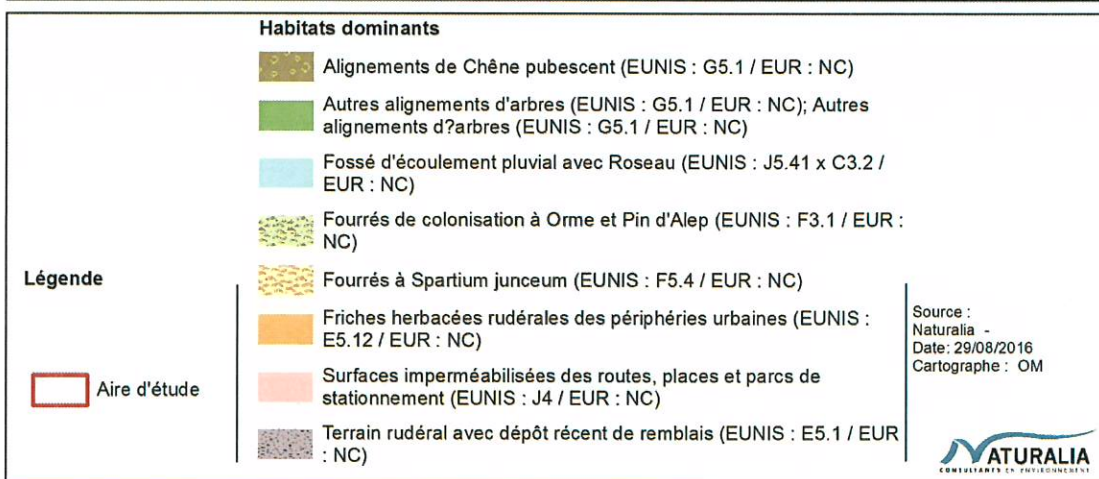 Habitats dominants
Alignements de Chêne pubescent (EUNIS : G5.1 / EUR : NC)
Autres alignements d'arbres (EUNIS : G5.1 / EUR : NC); Autres
alignements d?arbres (EUNIS : G5.1 / EUR : NC)
Fossé d'écoulement pluvial avec Roseau (EUNIS : J5.41 x C3.2 /
EUR : NC)
Fourrés de colonisation à Orme et Pin d'Alep (EUNIS : F3.1 / EUR :
NC)
Légende
Fourrés à Spartium junceum (EUNIS : F5.4 / EUR : NC)
Friches herbacées rudérales des périphéries urbaines (EUNIS :
E5.12 / EUR : NC)
Aire d'étude
Surfaces imperméabilisées des routes, places et parcs de
stationnement (EUNIS : J4 / EUR : NC)
Terrain rudéral avec dépôt récent de remblais (EUNIS : E5.1 / EUR
: NC)
Source :
Naturalia -
Date: 29/08/2016
Cartographe : OM
NATURALIA
CONSULTANTS EN ENVIRONNEMENT